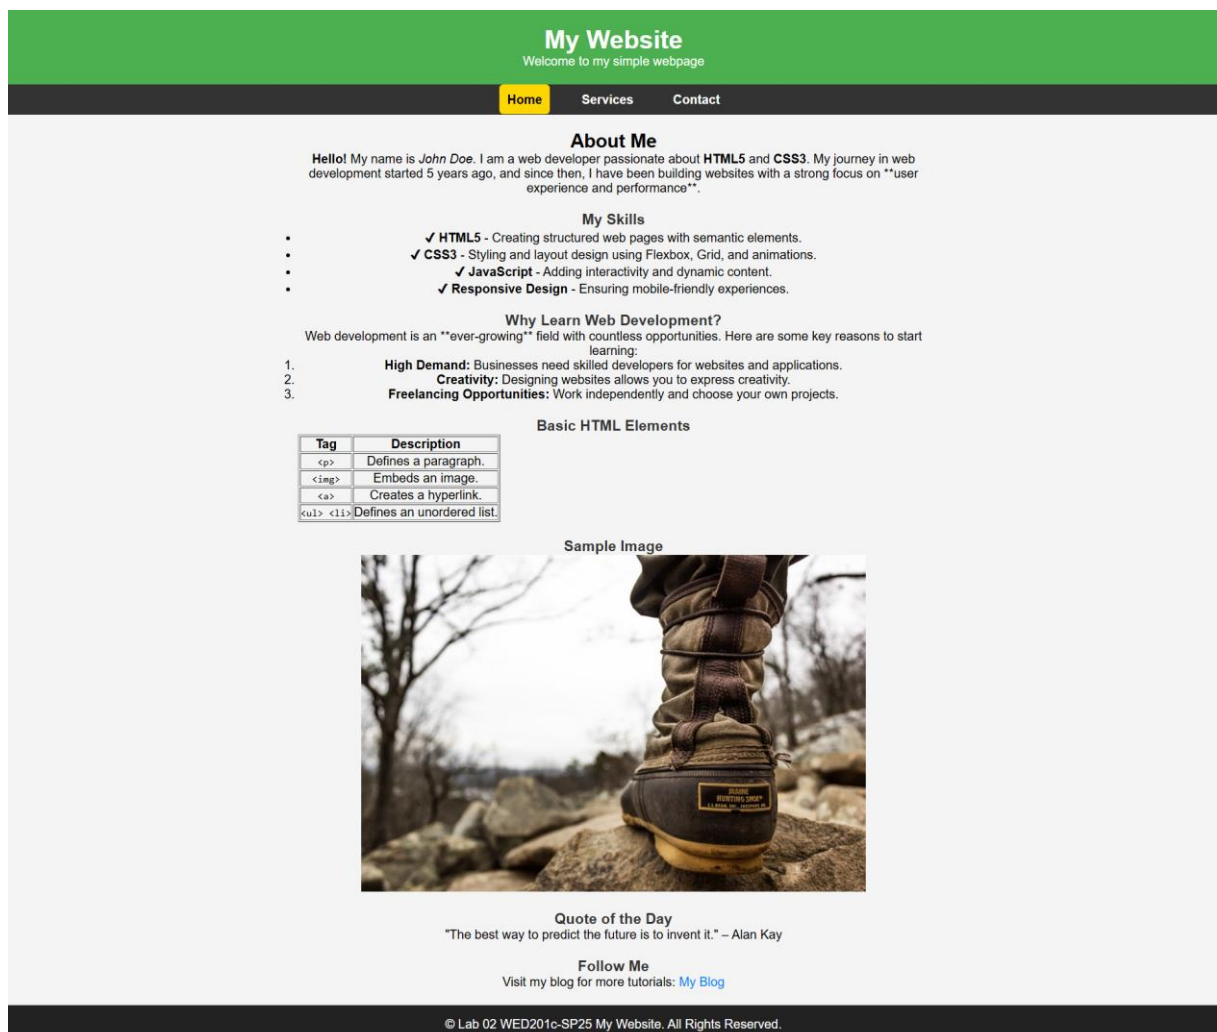 My Website
Welcome to my simple webpage
Home Services Contact
About Me
Hello! My name is John Doe. I am a web developer passionate about HTML5 and CSS3. My journey in web
development started 5 years ago, and since then, I have been building websites with a strong focus on **user
experience and performance**.
My Skills
• ✔ HTML5 - Creating structured web pages with semantic elements.
• ✔ CSS3 - Styling and layout design using Flexbox, Grid, and animations.
• ✔ JavaScript - Adding interactivity and dynamic content.
• ✔ Responsive Design - Ensuring mobile-friendly experiences.
Why Learn Web Development?
Web development is an **ever-growing** field with countless opportunities. Here are some key reasons to start
learning:
1. High Demand: Businesses need skilled developers for websites and applications.
2. Creativity: Designing websites allows you to express creativity.
3. Freelancing Opportunities: Work independently and choose your own projects.
Basic HTML Elements
Tag Description
<p> Defines a paragraph.
<img> Embeds an image.
<a> Creates a hyperlink.
<ul> <li> Defines an unordered list.
Sample Image
MAINE
HUNTING SHOE
"The best way to predict the future is to invent it." – Alan Kay
Follow Me
Visit my blog for more tutorials: My Blog
© Lab 02 WED201c-SP25 My Website. All Rights Reserved.